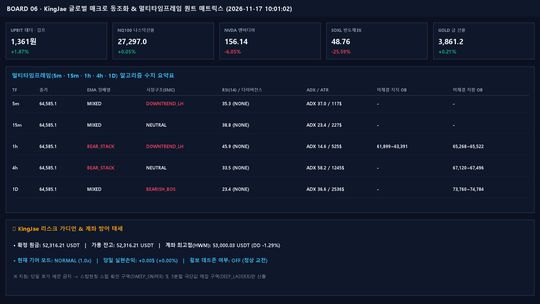 BOARD 06 · KingJae 글로벌 매크로 동조화 & 멀티타임프레임 퀀트 매트릭스 (2028-11-17 10:01:02)
UPBIT 테더 · 김프
1,361원
+1.87%
NQ100 나스닥선물
27,297.0
+0.05%
NVDA 엔비디아
156.14
-6.05%
SOXL 반도체3X
48.76
-25.59%
GOLD 금 선물
3,861.2
+0.21%
멀티타임프레임(5m · 15m · 1h · 4h · 1D) 알고리즘 수치 요약표
TF 종가 EMA 정배열 시장구조(SMC) RSI(14) / 다이버전스 ADX / ATR 미체결 지지 OB 미체결 저항 OB
5m 64,585.1 MIXED DOWNTREND_LH 35.3 (NONE) ADX 37.0 / 117$ - -
15m 64,585.1 MIXED NEUTRAL 38.8 (NONE) ADX 23.4 / 227$ - -
1h 64,585.1 BEAR_STACK DOWNTREND_LH 45.9 (NONE) ADX 14.6 / 525$ 61,899~63,391 65,268~65,522
4h 64,585.1 BEAR_STACK NEUTRAL 33.5 (NONE) ADX 58.2 / 1245$ - 67,120~67,496
1D 64,585.1 MIXED BEARISH_BOS 23.4 (NONE) ADX 36.6 / 2536$ - 73,760~74,784
KingJae 리스크 가디언 & 계좌 방어 태세
• 확정 원금: 52,316.21 USDT | 가용 잔고: 52,316.21 USDT | 계좌 최고점(HWM): 53,000.03 USDT (DD -1.29%)
• 현재 기어 모드: NORMAL (1.0x) | 당일 실현손익: +0.00$ (+0.00%) | 휩보 데드존 여부: OFF (정상 교전)